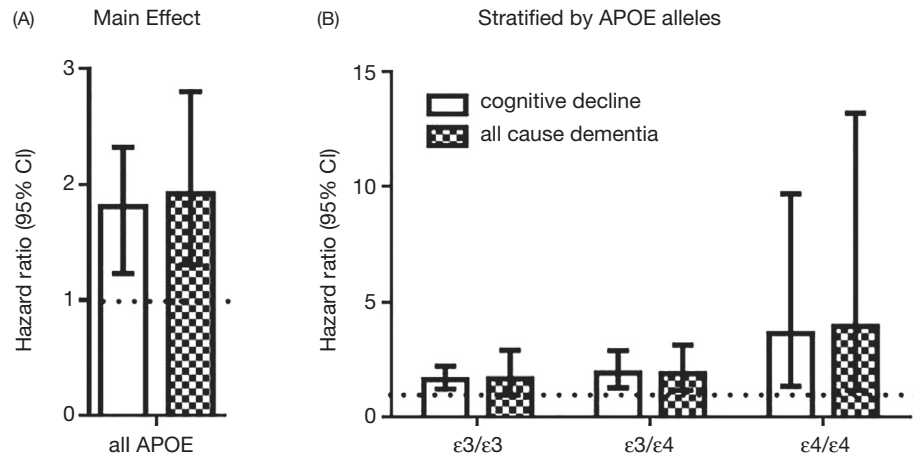 (A) Main Effect
Hazard ratio (95% CI)
3
2
1
0
all APOE
(B) Stratified by APOE alleles
Hazard ratio (95% CI)
15
10
5
0
cognitive decline
all cause dementia
ε3/ε3 ε3/ε4 ε4/ε4